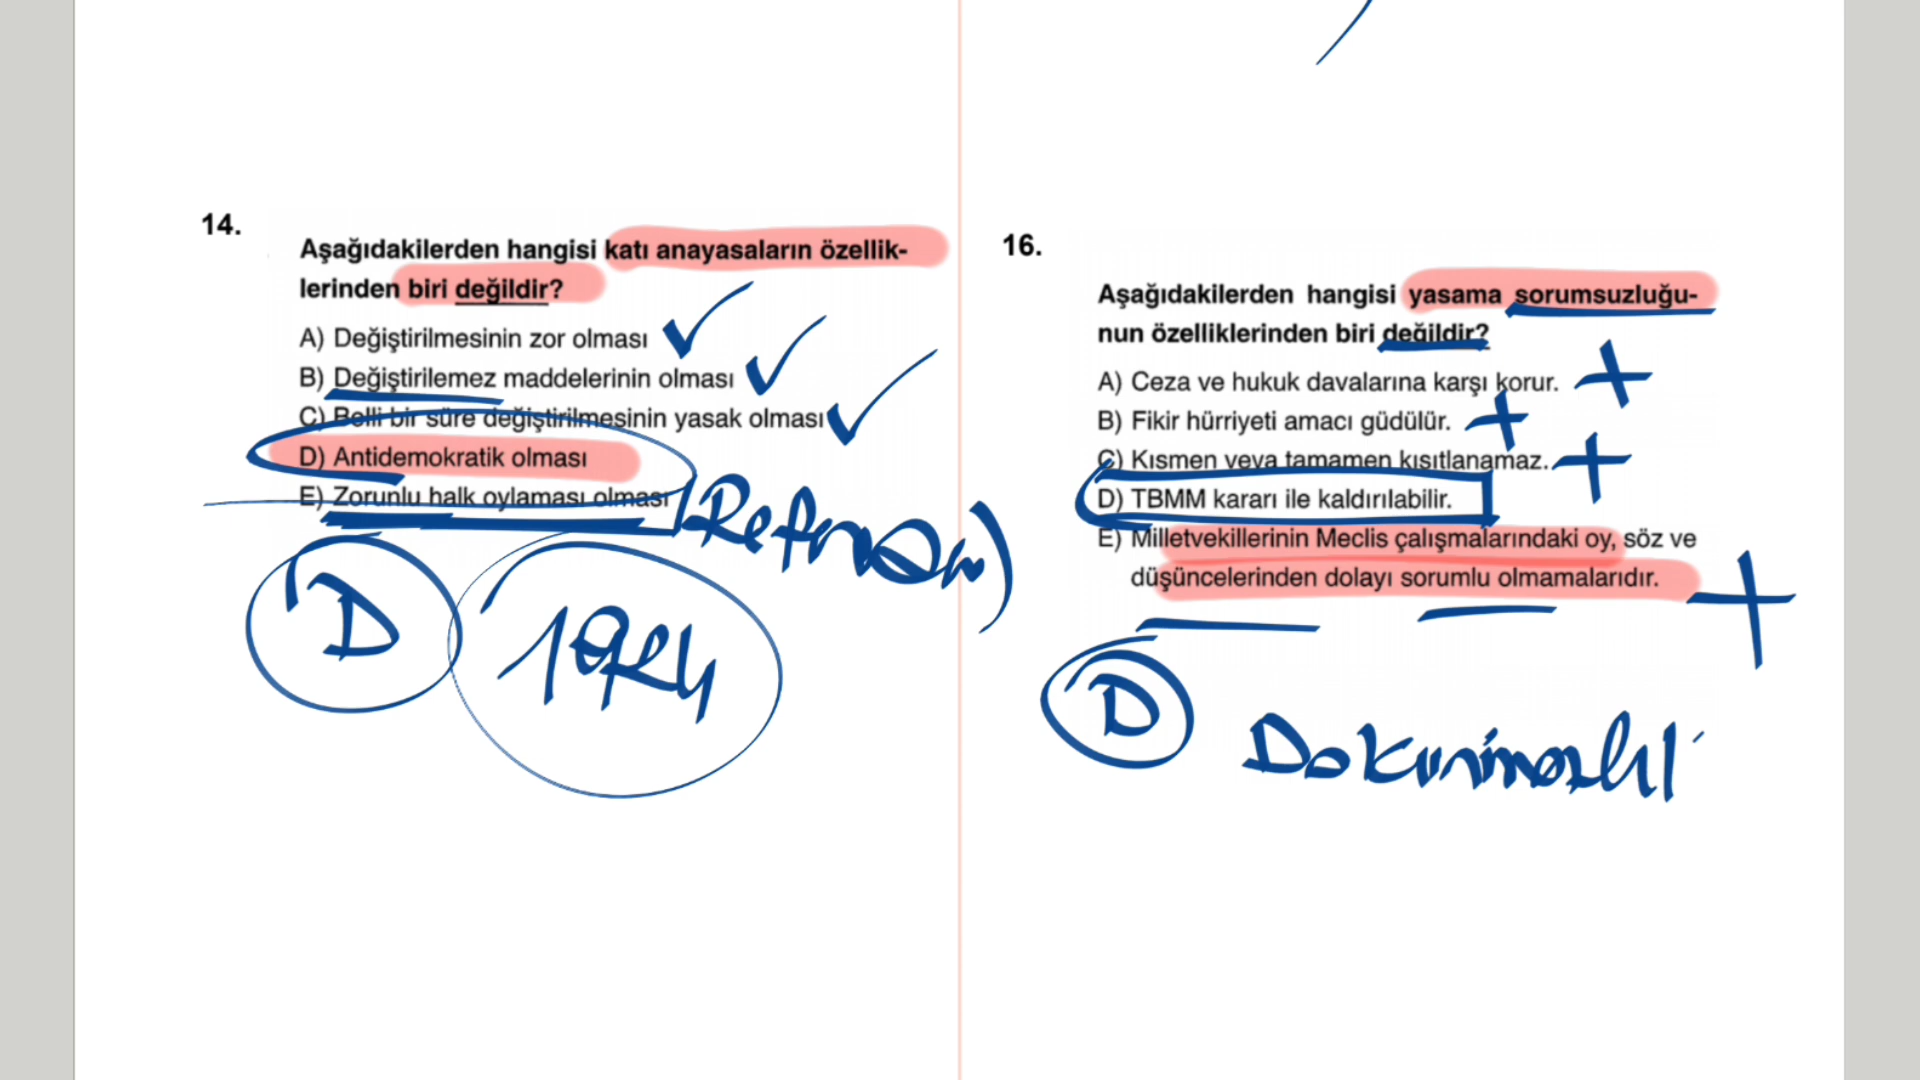 14.
Aşağıdakilerden hangisi katı anayasaların özellik-
lerinden biri değildir?
A) Değiştirilmesinin zor olması
B) Değiştirilemez maddelerinin olması
C) Belli bir süre değiştirilmesinin yasak olması
D) Antidemokratik olması
E) Zorunlu halk oylaması olması
D
1924
16.
Aşağıdakilerden hangisi yasama sorumsuzluğu-
nun özelliklerinden biri değildir?
A) Ceza ve hukuk davalarına karşı korur.
B) Fikir hürriyeti amacı güdülür.
C) Kısmen veya tamamen kısıtlanamaz.
D) TBMM kararı ile kaldırılabilir.
E) Milletvekillerinin Meclis çalışmalarındaki oy, söz ve
düşüncelerinden dolayı sorumlu olmamalarıdır.
D